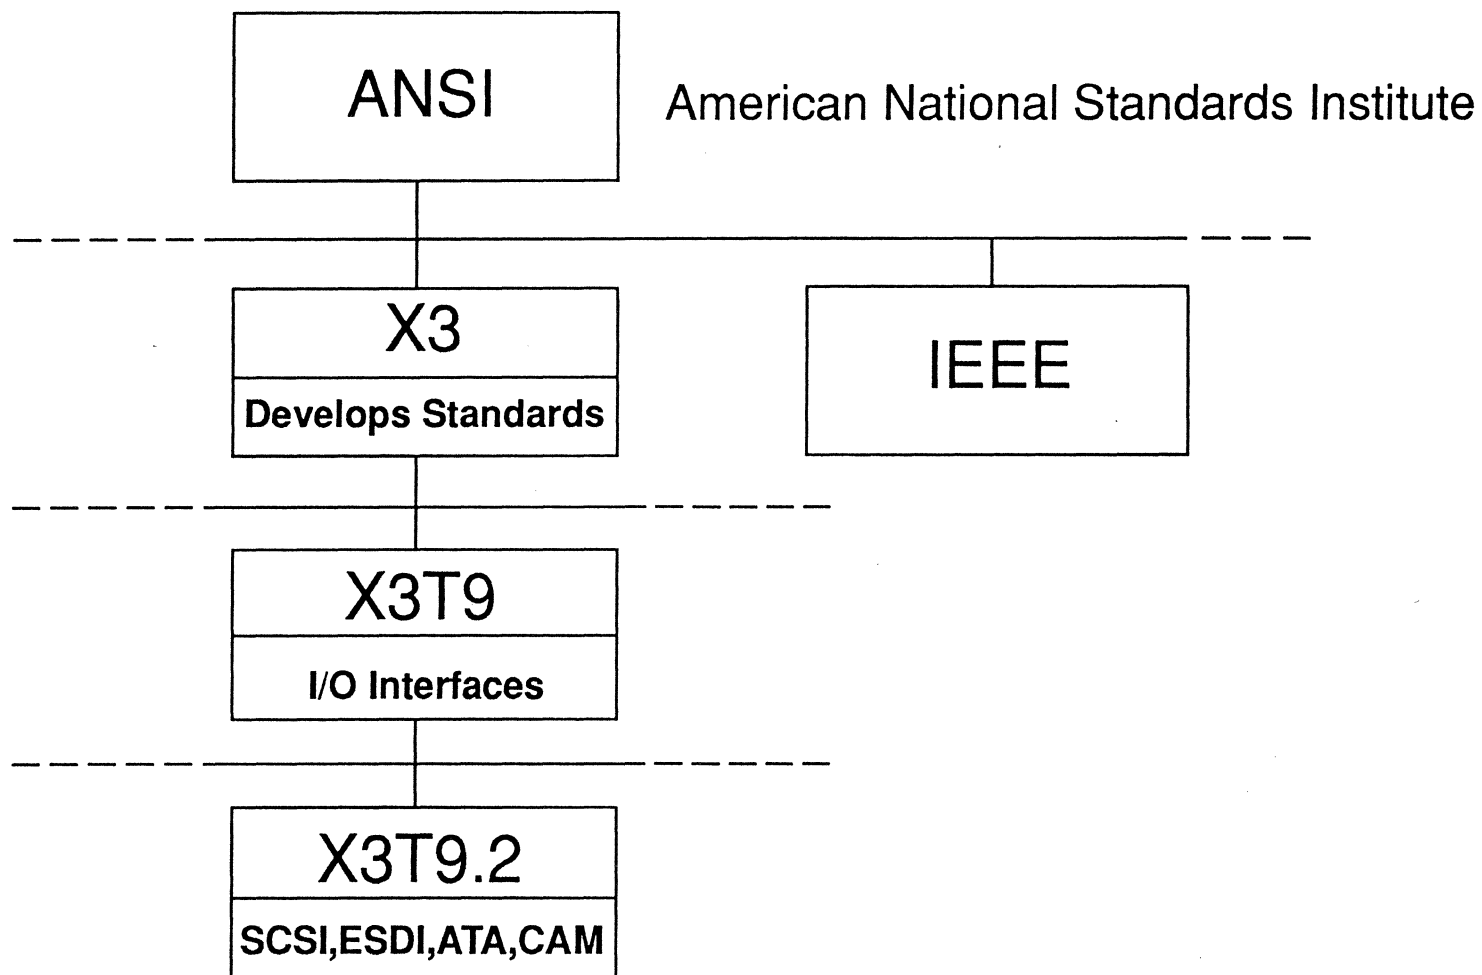 ANSI
American National Standards Institute
X3
Develops Standards
IEEE
X3T9
I/O Interfaces
X3T9.2
SCSI,ESDI,ATA,CAM